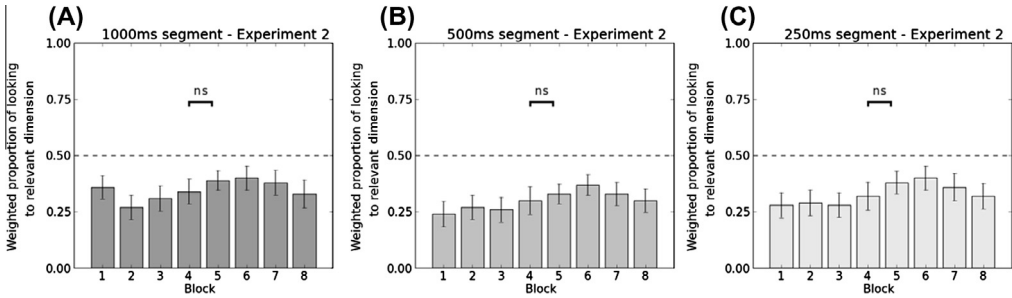 (A)
1000ms segment - Experiment 2
Weighted proportion of looking
to relevant dimension
1.00
0.75
0.50
0.25
0.00
ns
1 2 3 4 5 6 7 8
Block
(B)
500ms segment - Experiment 2
Weighted proportion of looking
to relevant dimension
1.00
0.75
0.50
0.25
0.00
ns
1 2 3 4 5 6 7 8
Block
(C)
250ms segment - Experiment 2
Weighted proportion of looking
to relevant dimension
1.00
0.75
0.50
0.25
0.00
ns
1 2 3 4 5 6 7 8
Block